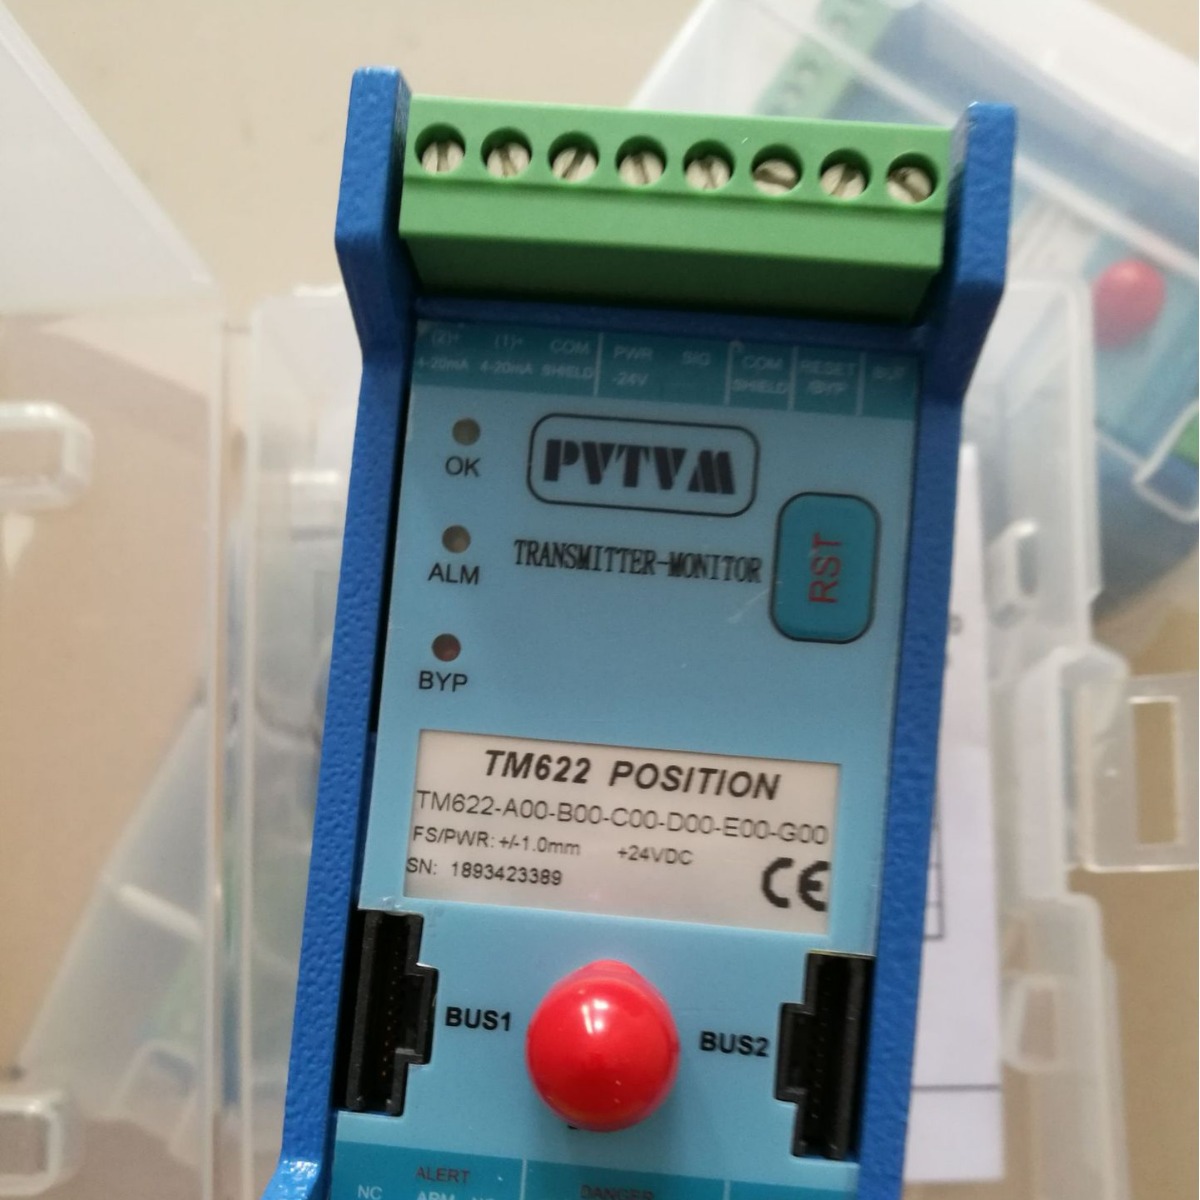 (1)+ COM PWR SIG COM RESET
4-20mA 4-20mA SHIELD -24V SHIELD BYP
OK
PVTVM
ALM
TRANSMITTER-MONITOR
RST
BYP
TM622 POSITION
TM622-A00-B00-C00-D00-E00-G00
FS/PWR: +/-1.0mm +24VDC
SN: 1893423389
CE
BUS1
BUS2
ALERT
DANGER
NC ARM